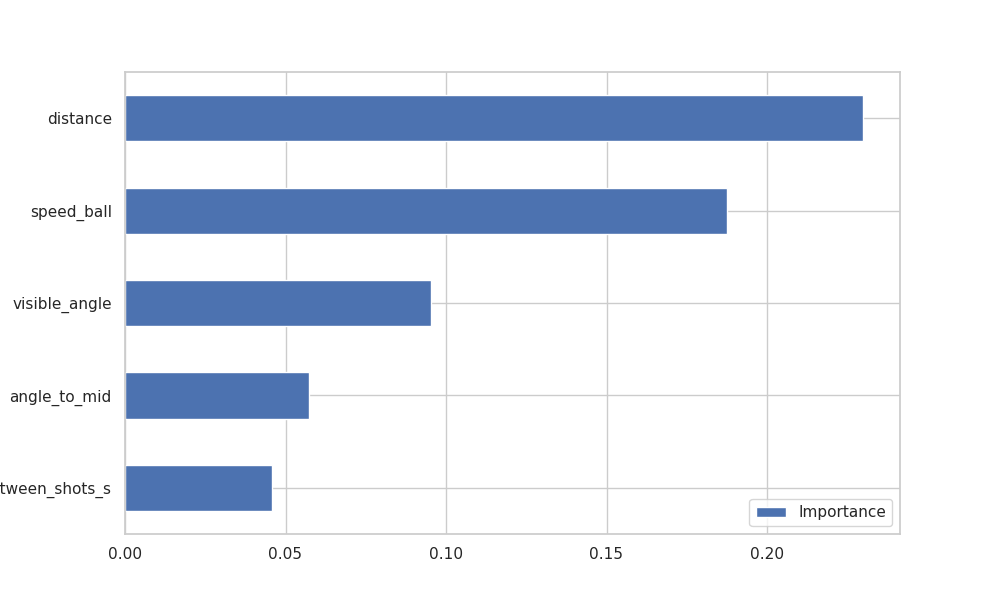 distance
speed_ball
visible_angle
angle_to_mid
tween_shots_s
Importance
0.00 0.05 0.10 0.15 0.20